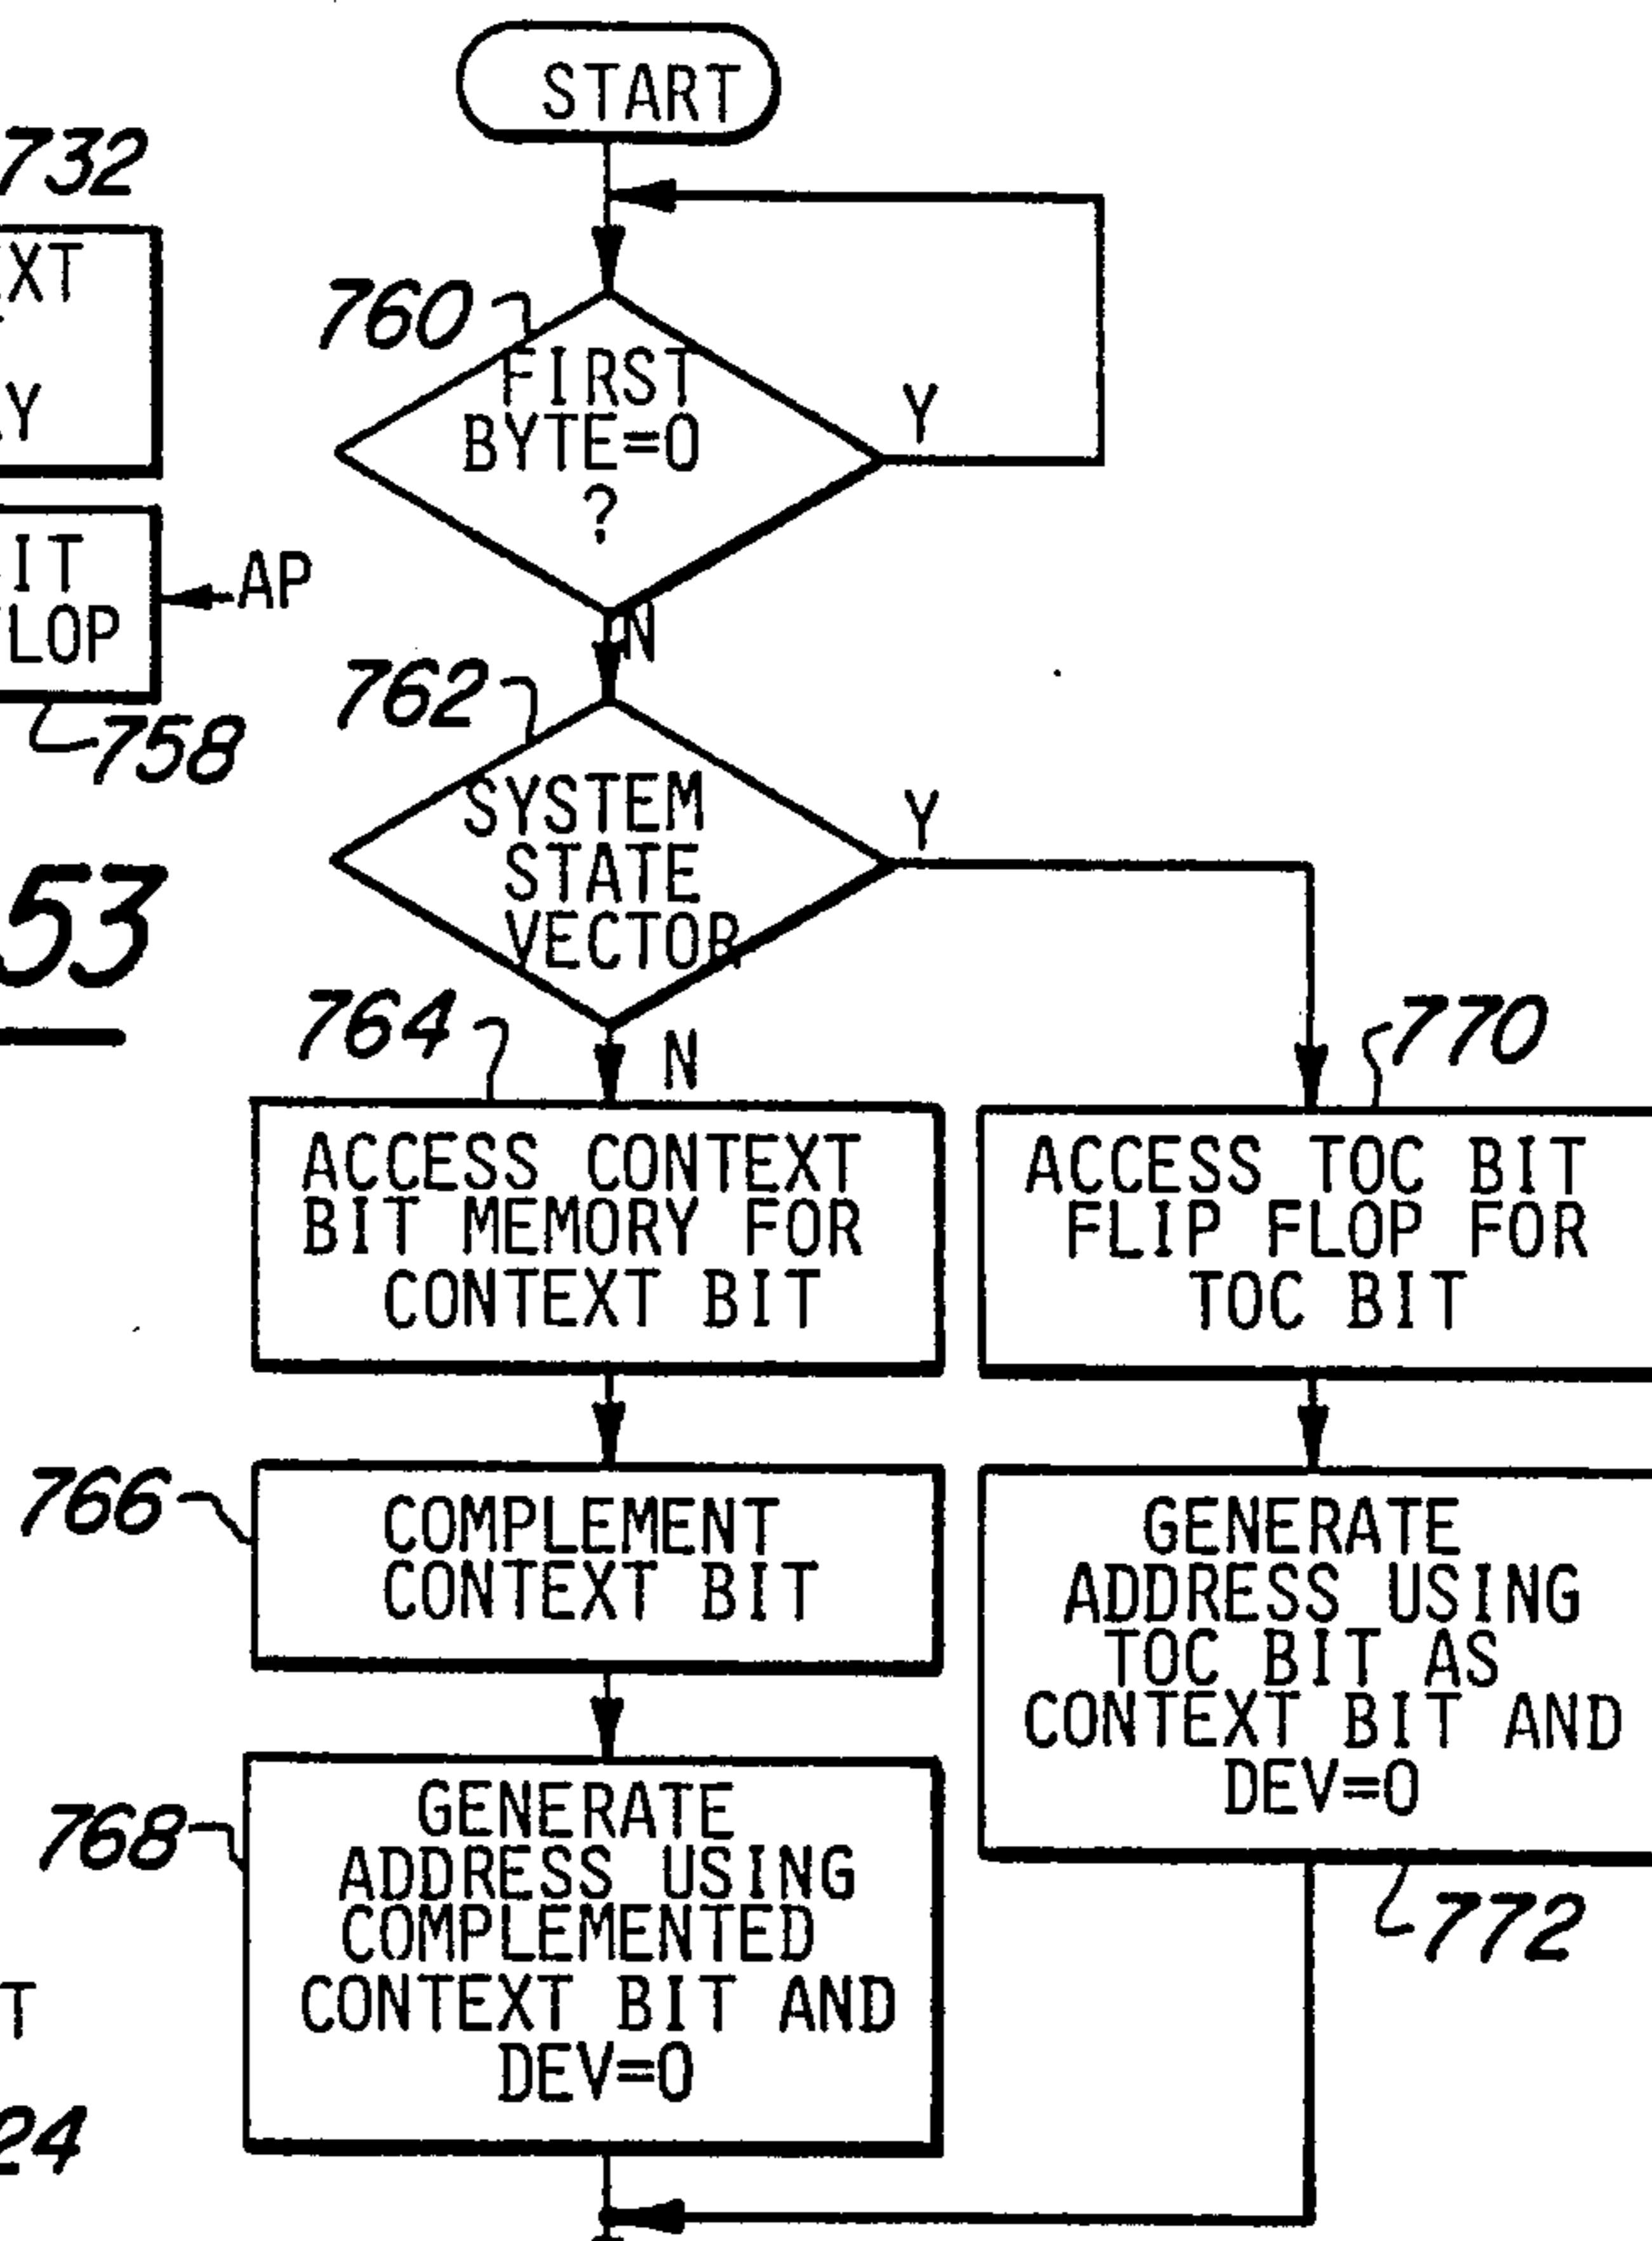 START
732
760
FIRST
BYTE=0
?
Y
N
AP
758
762
SYSTEM
STATE
VECTOR
Y
N
53
764
ACCESS CONTEXT
BIT MEMORY FOR
CONTEXT BIT
770
ACCESS TOC BIT
FLIP FLOP FOR
TOC BIT
766
COMPLEMENT
CONTEXT BIT
768
GENERATE
ADDRESS USING
COMPLEMENTED
CONTEXT BIT AND
DEV=0
GENERATE
ADDRESS USING
TOC BIT AS
CONTEXT BIT AND
DEV=0
772
24